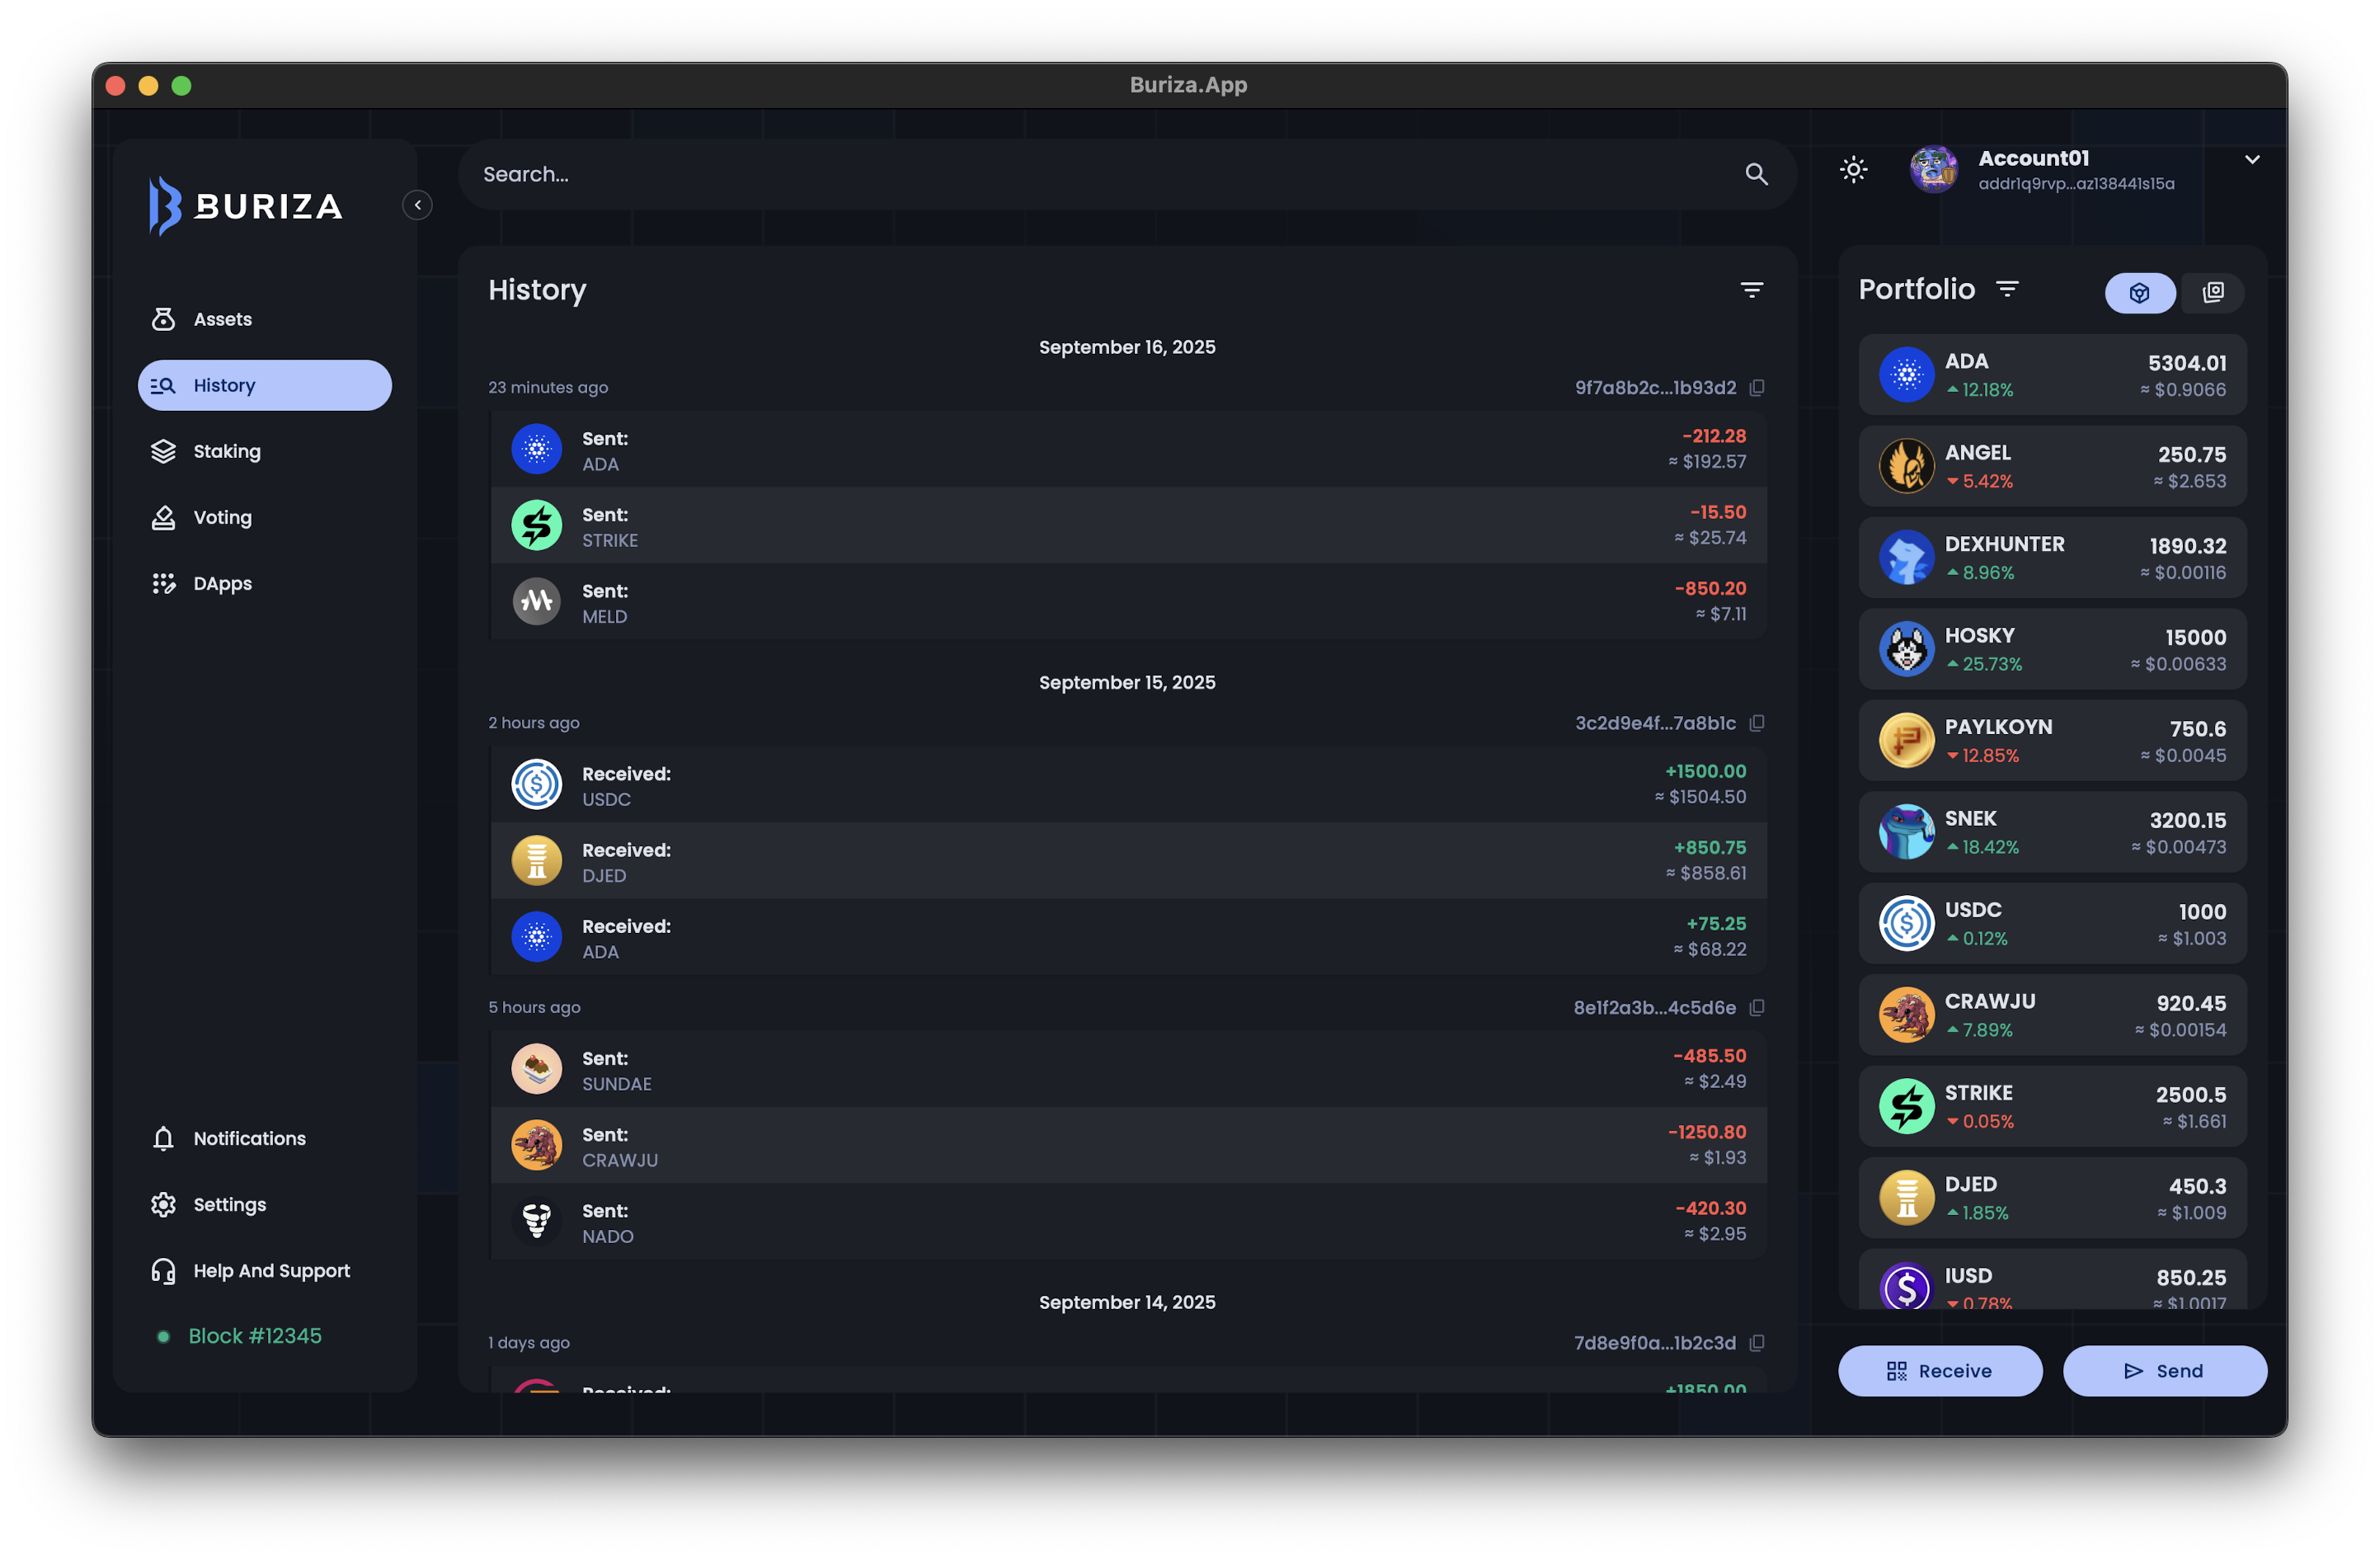 Buriza.App
BURIZA
Assets
History
Staking
Voting
DApps
Notifications
Settings
Help And Support
Block #12345
Search...
History
September 16, 2025
23 minutes ago
9f7a8b2c...1b93d2
Sent:
-212.28
ADA
≈ $192.57
Sent:
-15.50
STRIKE
≈ $25.74
Sent:
-850.20
MELD
≈ $7.11
September 15, 2025
2 hours ago
3c2d9e4f...7a8b1c
Received:
+1500.00
USDC
≈ $1504.50
Received:
+850.75
DJED
≈ $858.61
Received:
+75.25
ADA
≈ $68.22
5 hours ago
8e1f2a3b...4c5d6e
Sent:
-485.50
SUNDAE
≈ $2.49
Sent:
-1250.80
CRAWJU
≈ $1.93
Sent:
-420.30
NADO
≈ $2.95
September 14, 2025
1 days ago
7d8e9f0a...1b2c3d
Received:
+1850.00
Account01
addr1q9rvp...az138441s15a
Portfolio
ADA
5304.01
12.18%
≈ $0.9066
ANGEL
250.75
5.42%
≈ $2.653
DEXHUNTER
1890.32
8.96%
≈ $0.00116
HOSKY
15000
25.73%
≈ $0.00633
PAYLKOYN
750.6
12.85%
≈ $0.0045
SNEK
3200.15
18.42%
≈ $0.00473
USDC
1000
0.12%
≈ $1.003
CRAWJU
920.45
7.89%
≈ $0.00154
STRIKE
2500.5
0.05%
≈ $1.661
DJED
450.3
1.85%
≈ $1.009
IUSD
850.25
0.78%
≈ $1.0017
Receive
Send